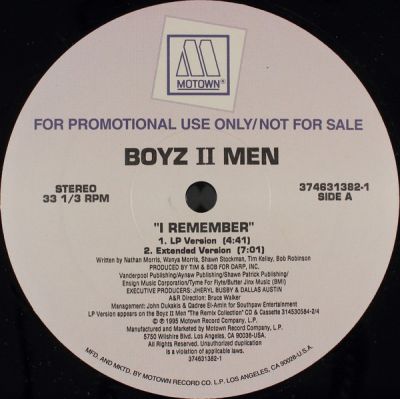 M
MOTOWN®
FOR PROMOTIONAL USE ONLY/NOT FOR SALE
BOYZ II MEN
STEREO
33 1/3 RPM
374631382-1
SIDE A
"I REMEMBER"
1. LP Version (4:41)
2. Extended Version (7:01)
Written by Nathan Morris, Wanya Morris, Shawn Stockman, Tim Kelley, Bob Robinson
PRODUCED BY TIM & BOB FOR DARP, INC.
Vanderpool Publishing/Aynaw Publishing/Shawn Patrick Publishing/
Ensign Music Corporation/Tyme To Flyte/Butter Jinx Music (BMI)
EXECUTIVE PRODUCERS: JHERYL BUSBY & DALLAS AUSTIN
A&R Direction: Bruce Walker
Management: John Dukakis and Gadree El-Amin for Southpaw Entertainment
LP Version appears on the Boyz II Men "The Remix Collection" CD & Cassette 314530584-2/4
© ℗ 1995 Motown Record Company, L.P.
Manufactured and Marketed by Motown Record Company, L.P.
5750 Wilshire Blvd, Los Angeles, CA 90036-U.S.A.
All Rights Reserved. Unauthorized duplication
is a violation of applicable laws.
374631382-1
MFD. AND MKTD. BY MOTOWN RECORD CO. L.P. LOS ANGELES, CA 90028-U.S.A.